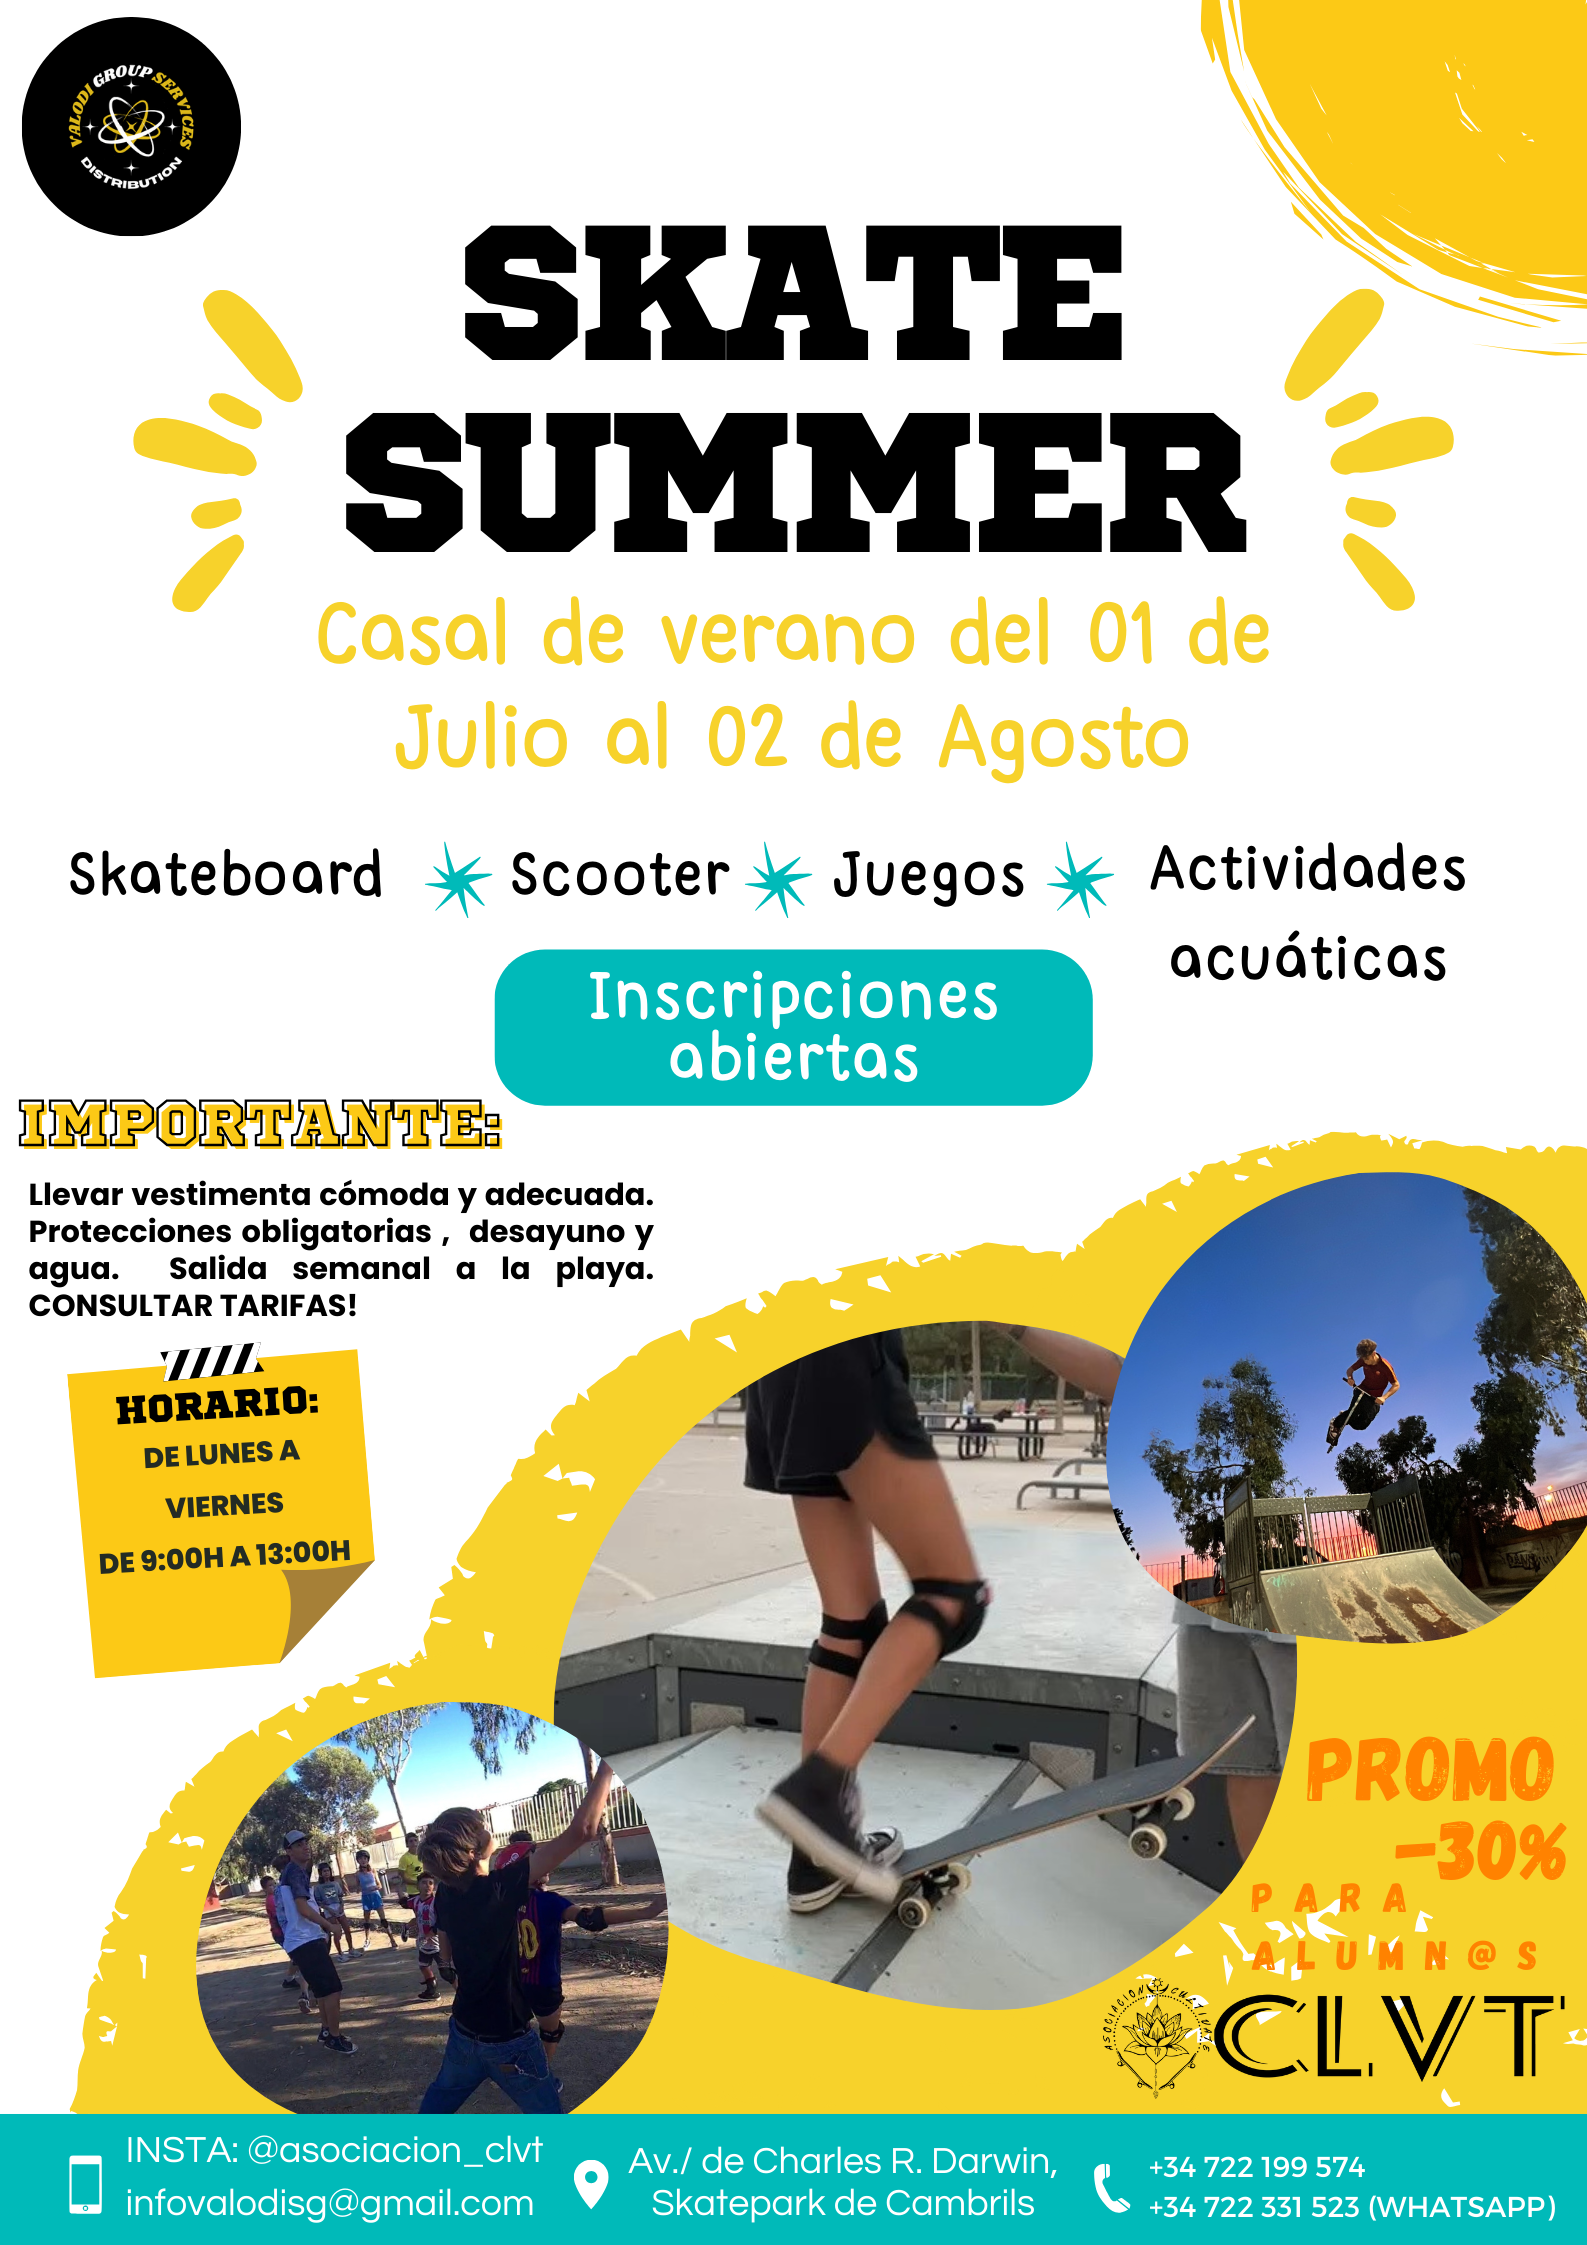 VALODI GROUP SERVICES
DISTRIBUTION
SKATE
SUMMER
Casal de verano del 01 de
Julio al 02 de Agosto
Skateboard
Scooter
Juegos
Actividades
acuáticas
Inscripciones
abiertas
IMPORTANTE:
Llevar vestimenta cómoda y adecuada.
Protecciones obligatorias , desayuno y
agua. Salida semanal a la playa.
CONSULTAR TARIFAS!
HORARIO:
DE LUNES A
VIERNES
DE 9:00H A 13:00H
PROMO
-30%
PARA
ALUMN@S
ASOCIACION CULTIVATE
CLVT'
INSTA: @asociacion_clvt
infovalodisg@gmail.com
Av./ de Charles R. Darwin,
Skatepark de Cambrils
+34 722 199 574
+34 722 331 523 (WHATSAPP)